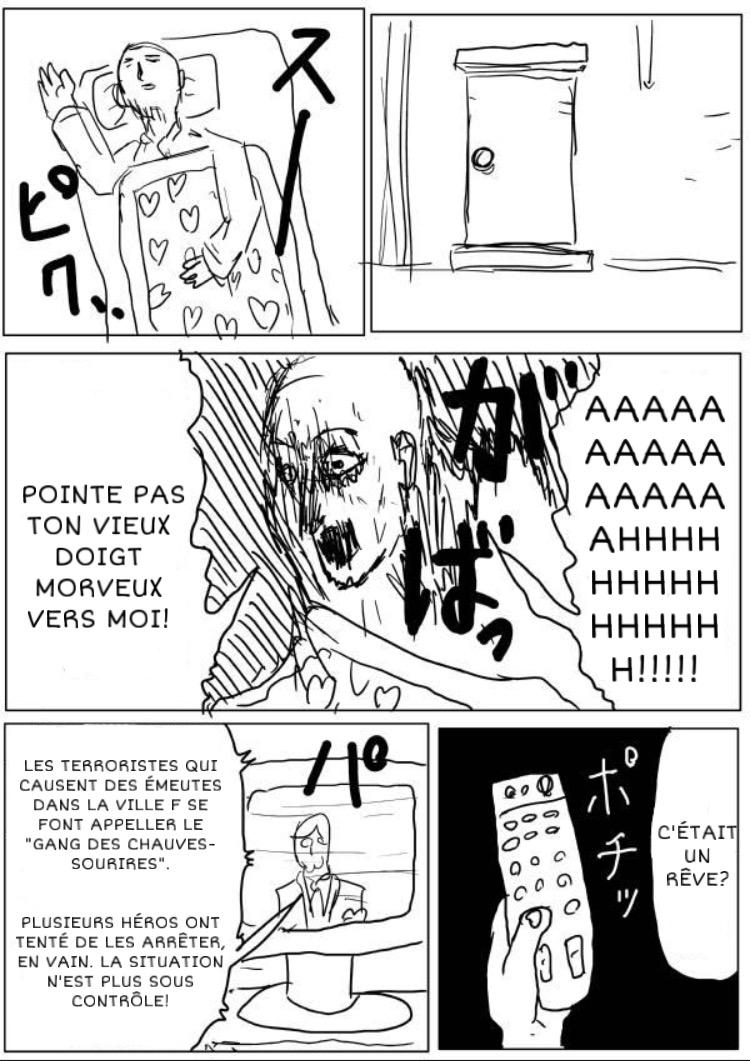 スー
ピク..
AAAAA
AAAAA
AAAAA
AHHHH
HHHHH
HHHHH
H!!!!!
ガばっ
POINTE PAS
TON VIEUX
DOIGT
MORVEUX
VERS MOI!
C'ÉTAIT
UN
RÊVE?
ポチッ
パ
LES TERRORISTES QUI
CAUSENT DES ÉMEUTES
DANS LA VILLE F SE
FONT APPELLER LE
"GANG DES CHAUVES-
SOURIRES".
PLUSIEURS HÉROS ONT
TENTÉ DE LES ARRÊTER,
EN VAIN. LA SITUATION
N'EST PLUS SOUS
CONTRÔLE!